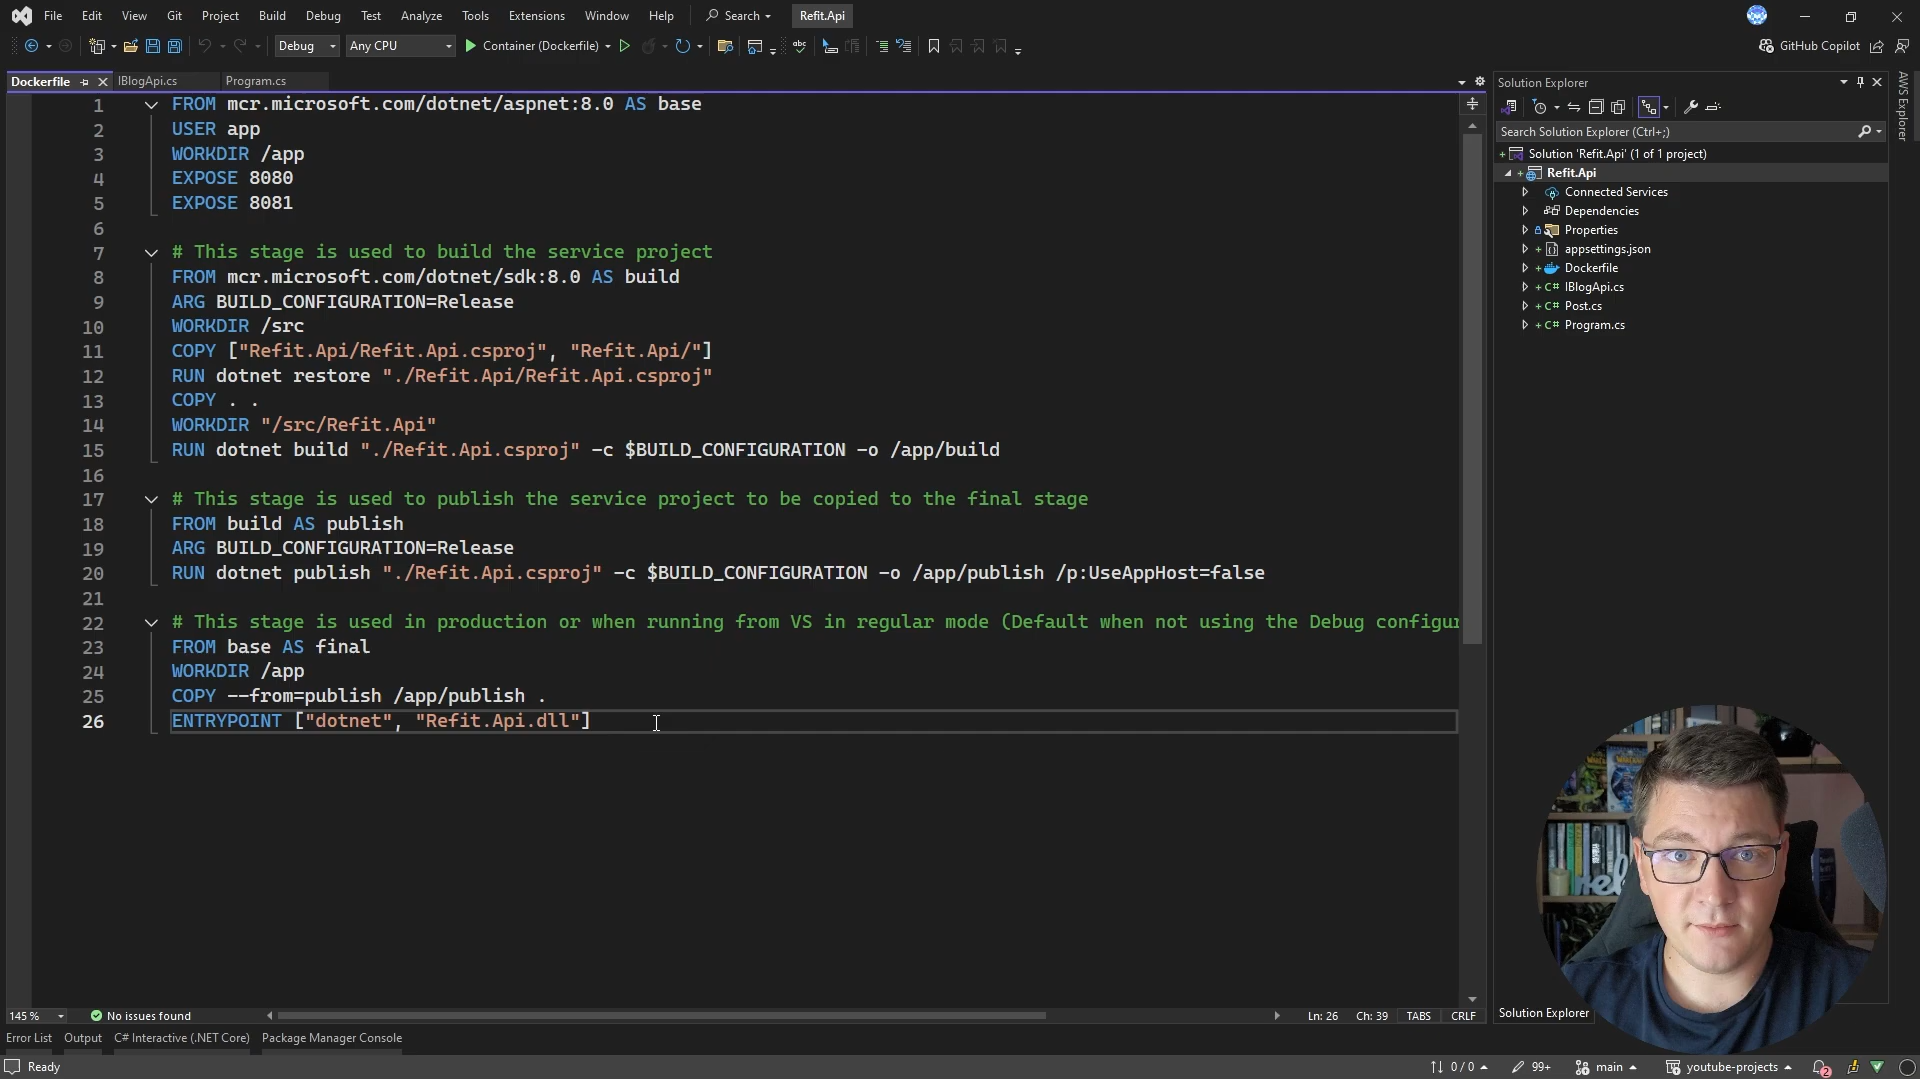 File Edit View Git Project Build Debug Test Analyze Tools Extensions Window Help Search Refit.Api
Debug Any CPU Container (Dockerfile) GitHub Copilot
Dockerfile IBlogApi.cs Program.cs
1 FROM mcr.microsoft.com/dotnet/aspnet:8.0 AS base
2 USER app
3 WORKDIR /app
4 EXPOSE 8080
5 EXPOSE 8081
6
7 # This stage is used to build the service project
8 FROM mcr.microsoft.com/dotnet/sdk:8.0 AS build
9 ARG BUILD_CONFIGURATION=Release
10 WORKDIR /src
11 COPY ["Refit.Api/Refit.Api.csproj", "Refit.Api/"]
12 RUN dotnet restore "./Refit.Api/Refit.Api.csproj"
13 COPY . .
14 WORKDIR "/src/Refit.Api"
15 RUN dotnet build "./Refit.Api.csproj" -c $BUILD_CONFIGURATION -o /app/build
16
17 # This stage is used to publish the service project to be copied to the final stage
18 FROM build AS publish
19 ARG BUILD_CONFIGURATION=Release
20 RUN dotnet publish "./Refit.Api.csproj" -c $BUILD_CONFIGURATION -o /app/publish /p:UseAppHost=false
21
22 # This stage is used in production or when running from VS in regular mode (Default when not using the Debug configur
23 FROM base AS final
24 WORKDIR /app
25 COPY --from=publish /app/publish .
26 ENTRYPOINT ["dotnet", "Refit.Api.dll"]
Solution Explorer
Search Solution Explorer (Ctrl+;)
Solution 'Refit.Api' (1 of 1 project)
Refit.Api
Connected Services
Dependencies
Properties
appsettings.json
Dockerfile
C# IBlogApi.cs
C# Post.cs
C# Program.cs
AWS Explorer
145 % No issues found Ln: 26 Ch: 39 TABS CRLF
Solution Explorer
Error List Output C# Interactive (.NET Core) Package Manager Console
Ready 0 / 0 99+ main youtube-projects 2